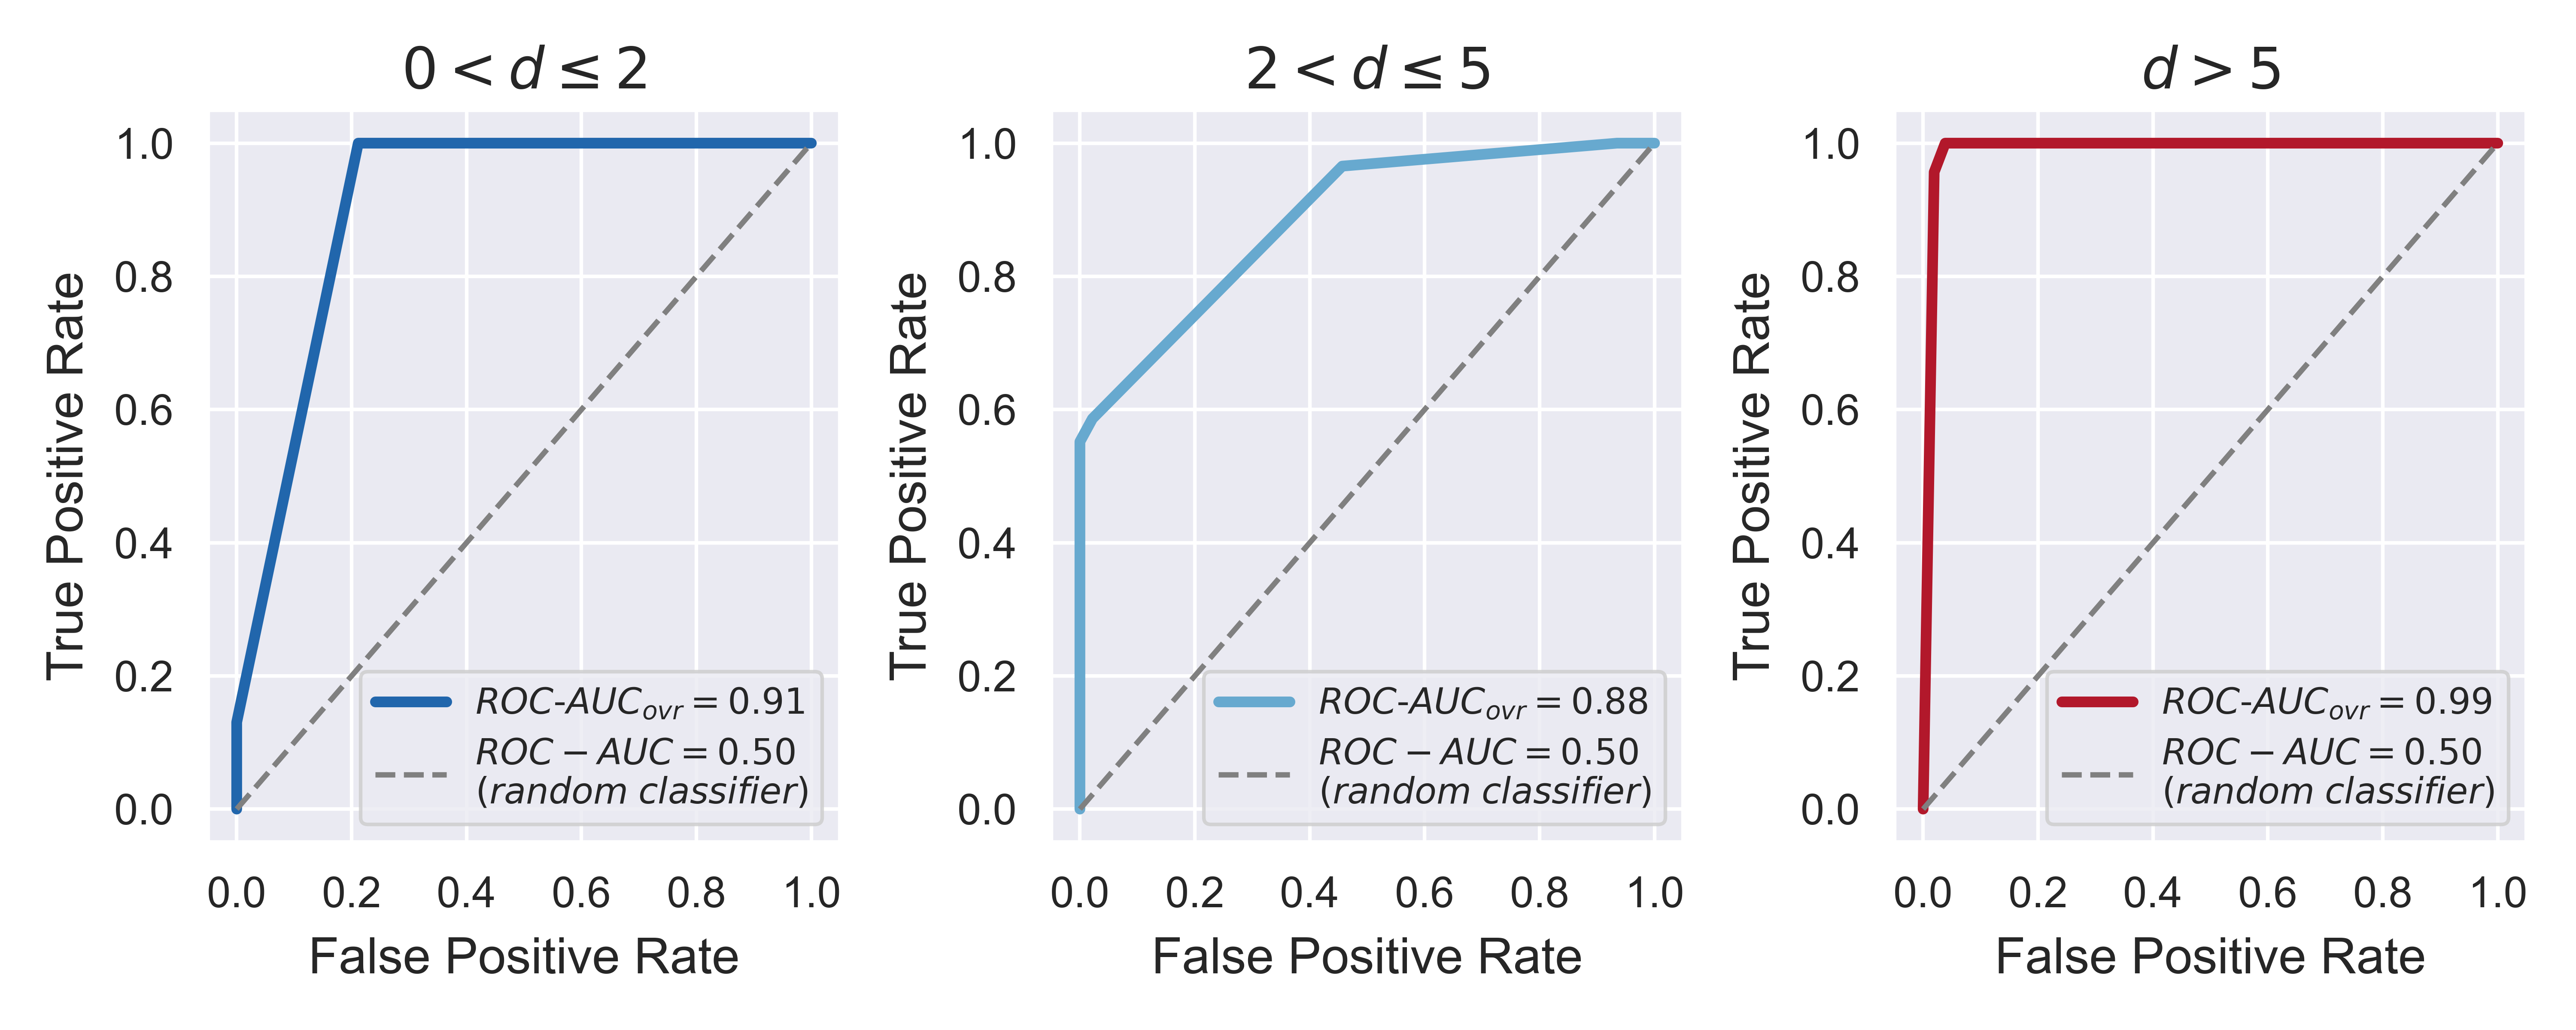 0 < d ≤ 2
1.0
0.8
0.6
0.4
0.2
0.0
True Positive Rate
ROC-AUCovr = 0.91
ROC − AUC = 0.50
(random classifier)
0.0 0.2 0.4 0.6 0.8 1.0
False Positive Rate
2 < d ≤ 5
1.0
0.8
0.6
0.4
0.2
0.0
True Positive Rate
ROC-AUCovr = 0.88
ROC − AUC = 0.50
(random classifier)
0.0 0.2 0.4 0.6 0.8 1.0
False Positive Rate
d > 5
1.0
0.8
0.6
0.4
0.2
0.0
True Positive Rate
ROC-AUCovr = 0.99
ROC − AUC = 0.50
(random classifier)
0.0 0.2 0.4 0.6 0.8 1.0
False Positive Rate